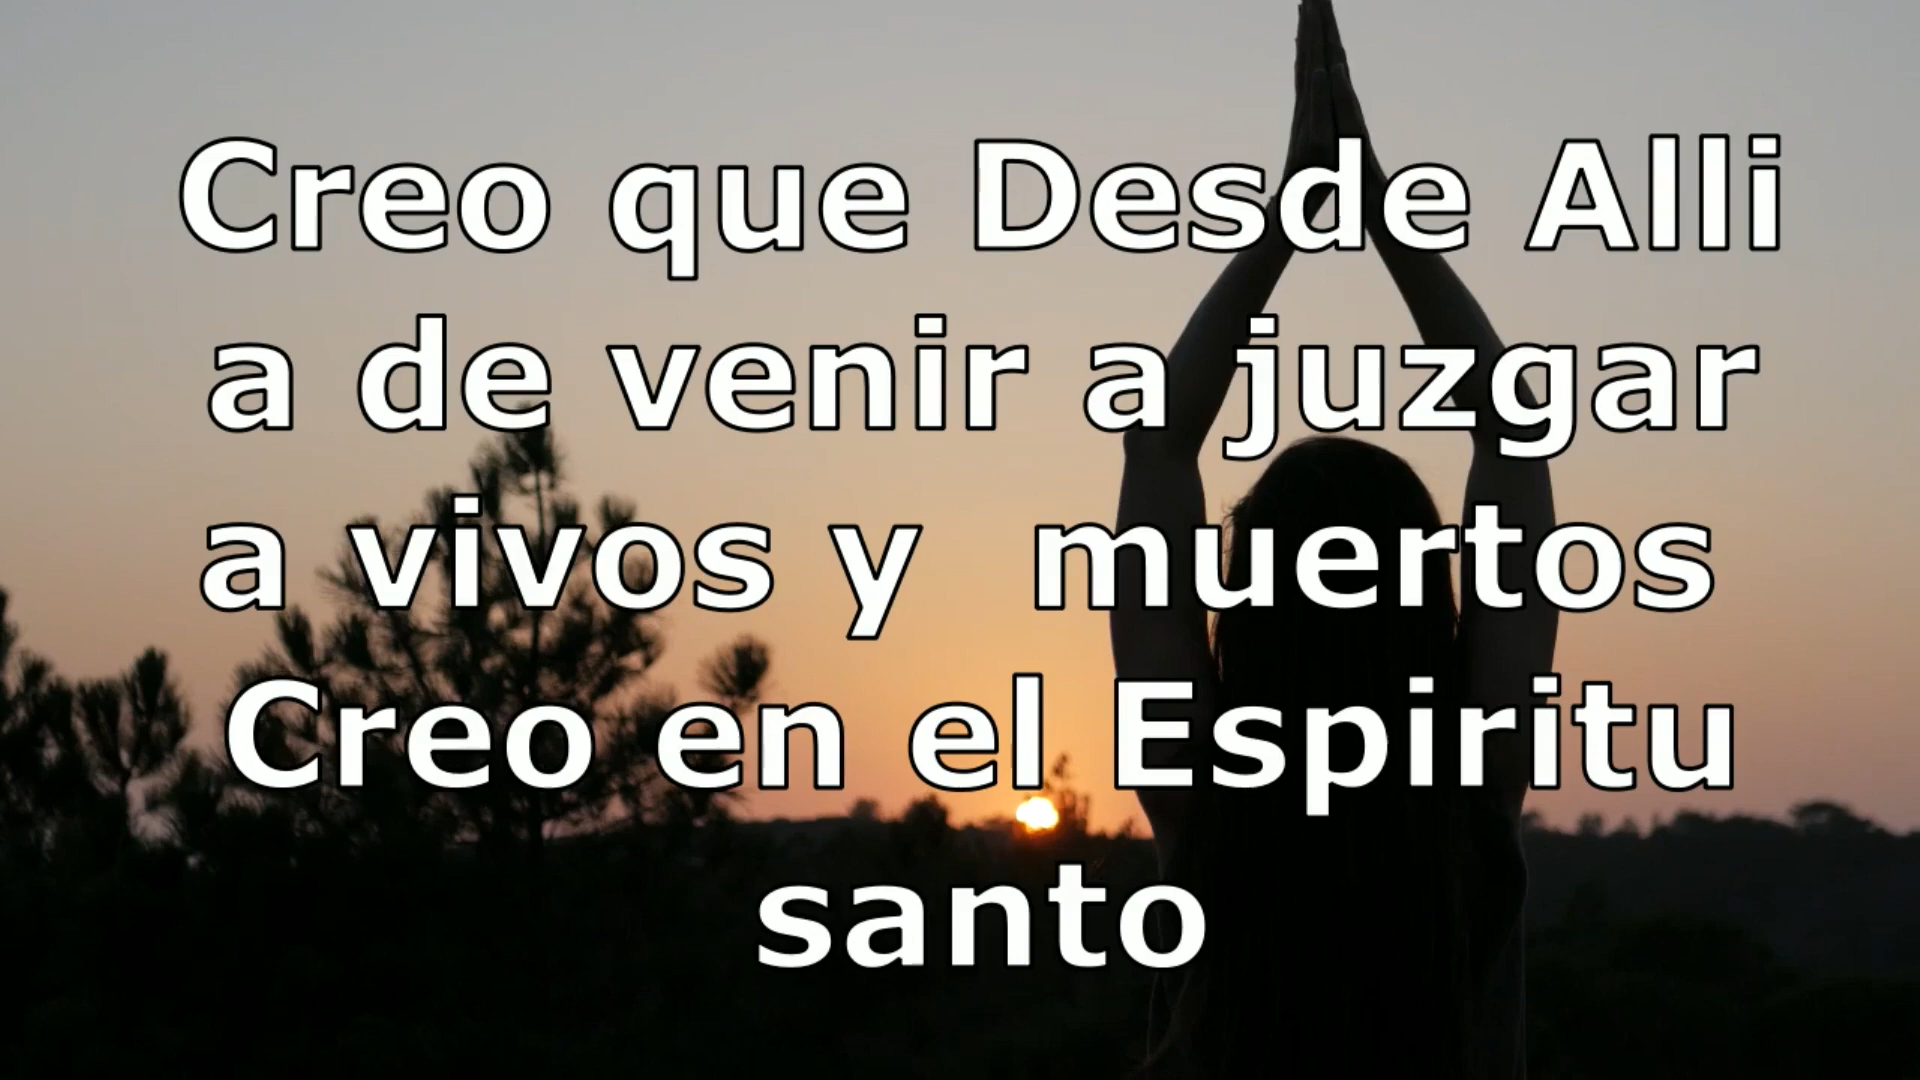 Creo que Desde Alli
a de venir a juzgar
a vivos y  muertos
Creo en el Espiritu
santo